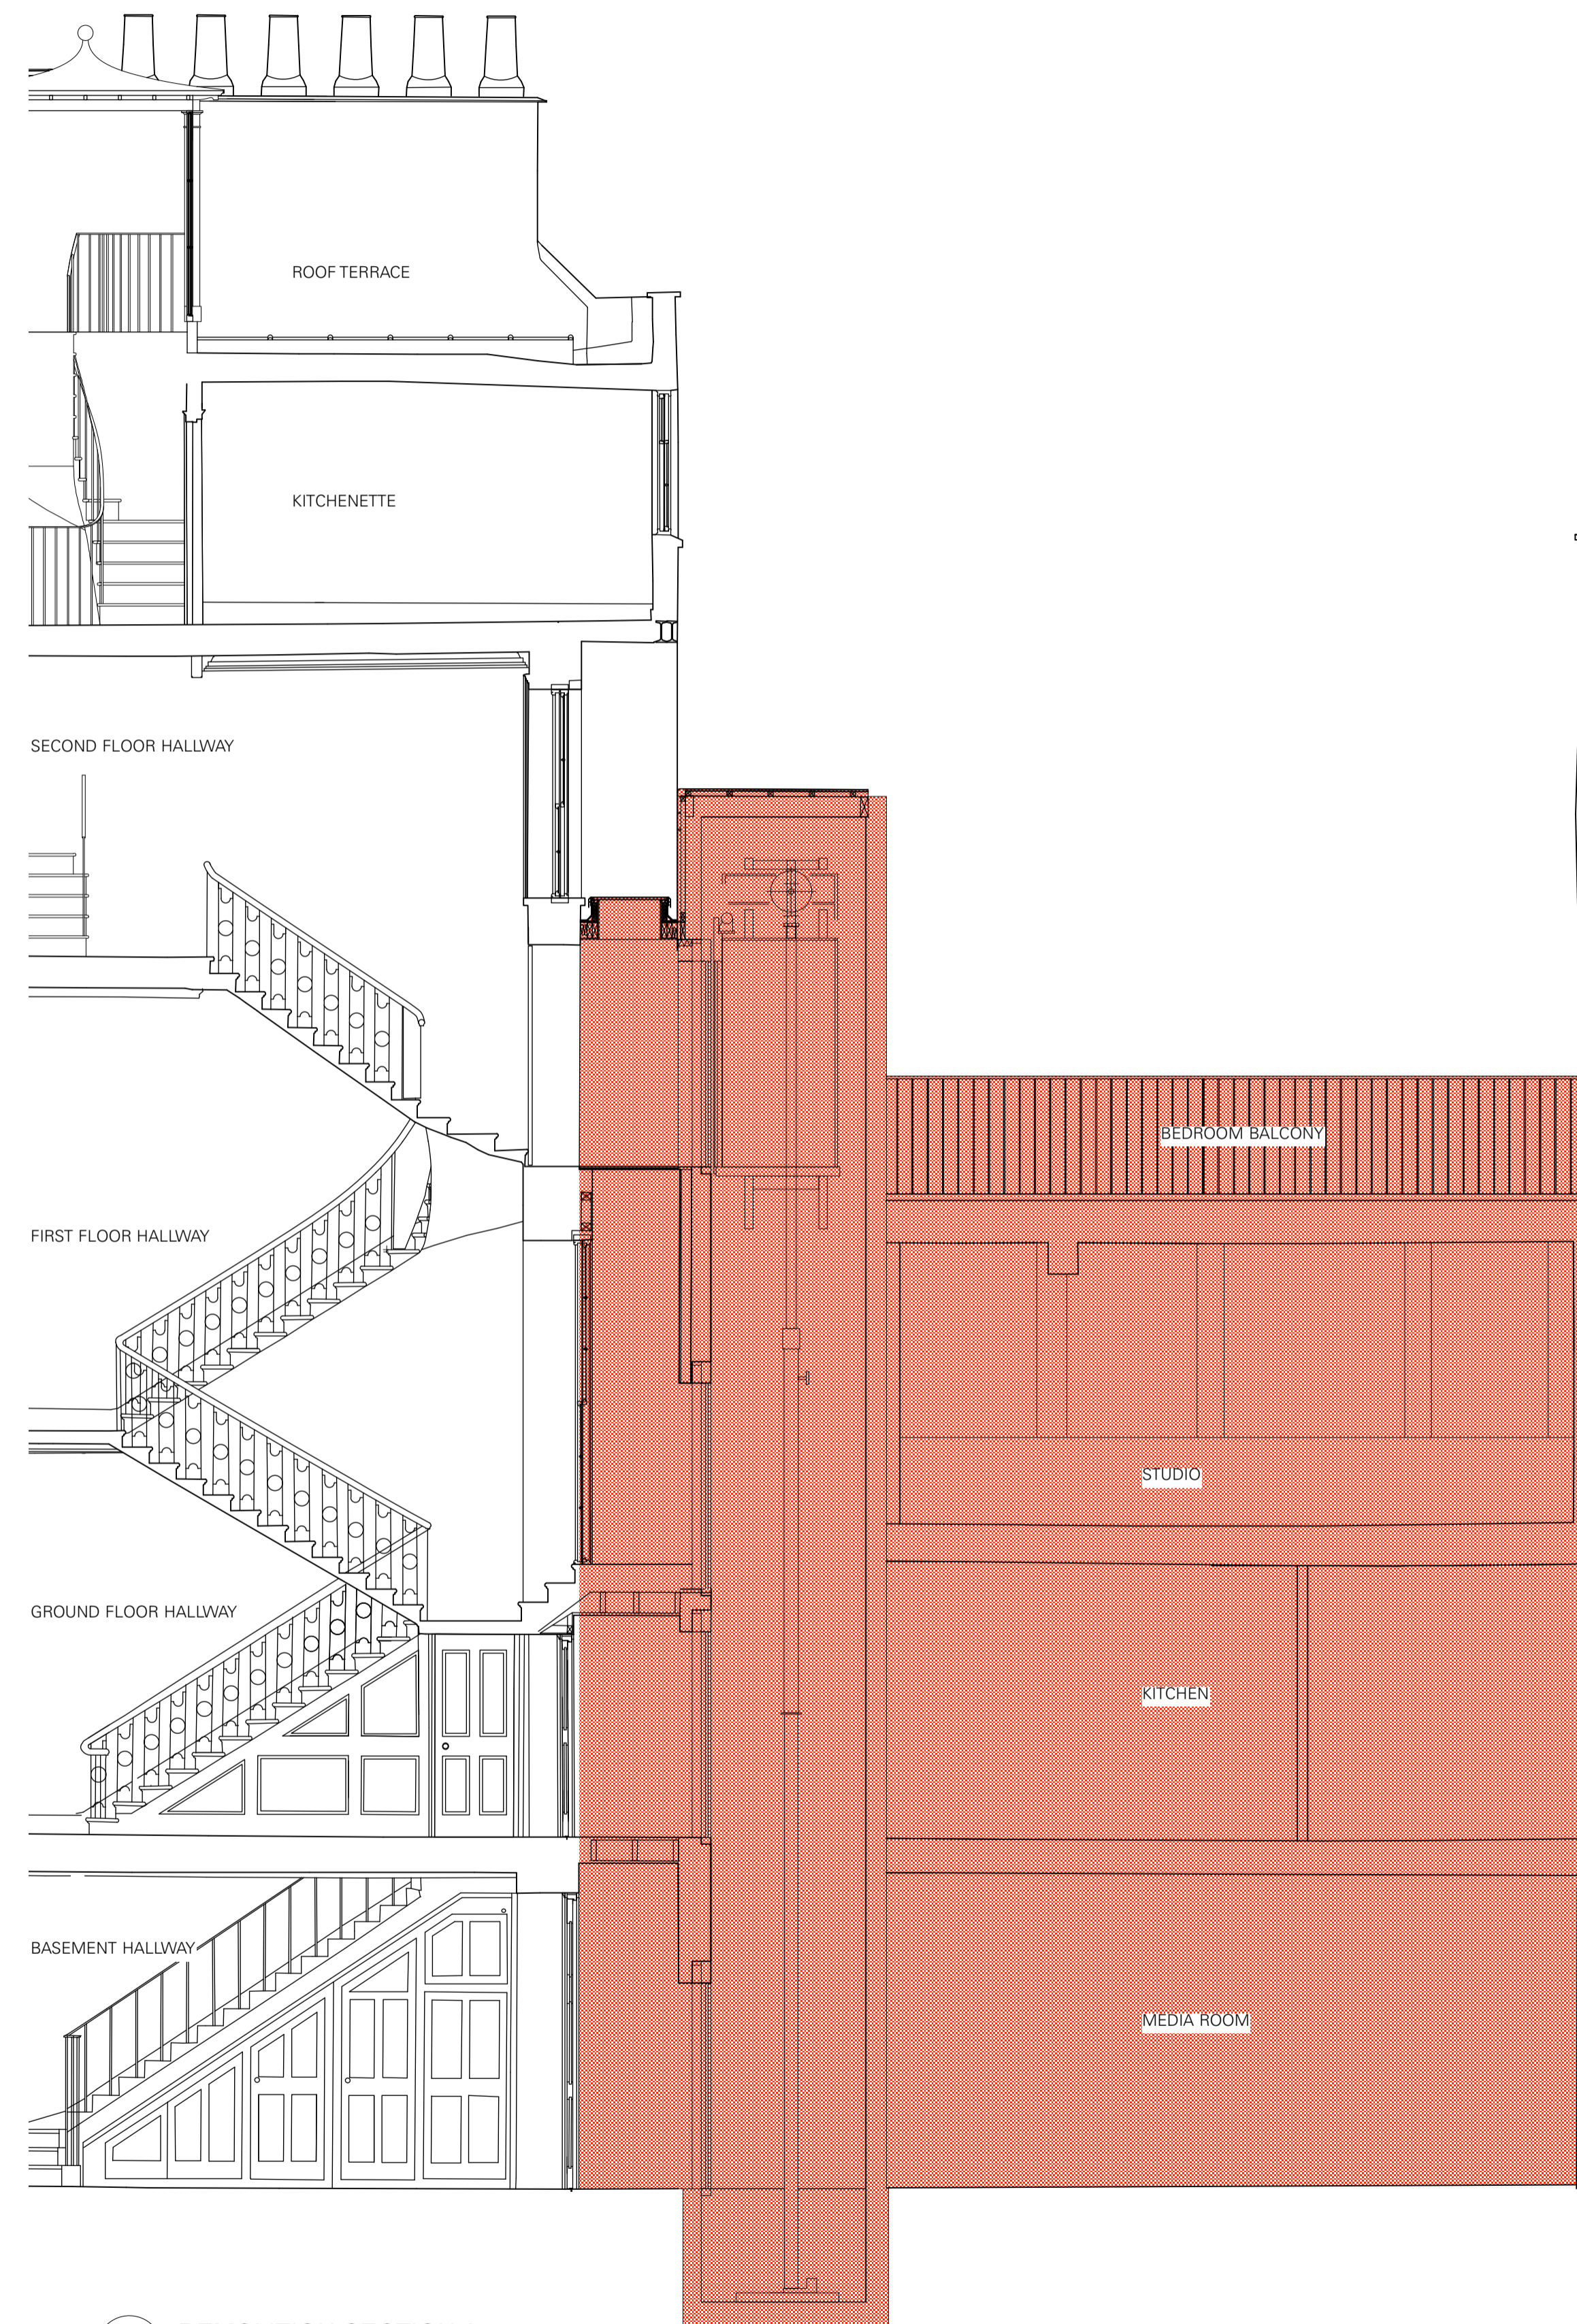 ROOF TERRACE
KITCHENETTE
SECOND FLOOR HALLWAY
BEDROOM BALCONY
FIRST FLOOR HALLWAY
STUDIO
GROUND FLOOR HALLWAY
KITCHEN
BASEMENT HALLWAY
MEDIA ROOM